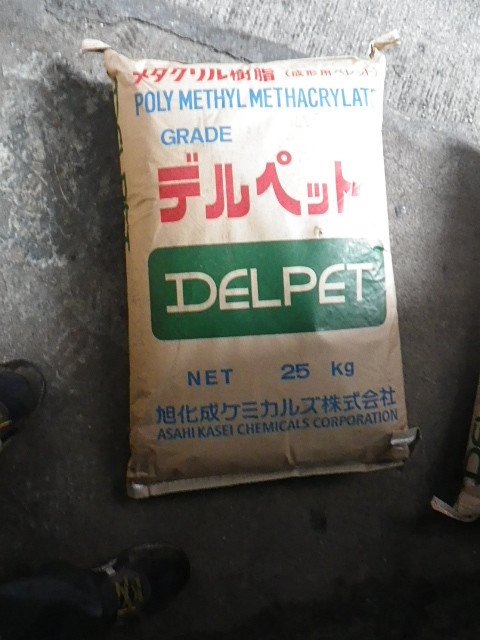 メタクリル樹脂 (成形用ペレット)
POLY METHYL METHACRYLATE
GRADE
デルペット
DELPET
NET 25 Kg
旭化成ケミカルズ株式会社
ASAHI KASEI CHEMICALS CORPORATION